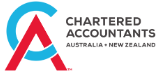 CHARTERED
ACCOUNTANTS
AUSTRALIA + NEW ZEALAND